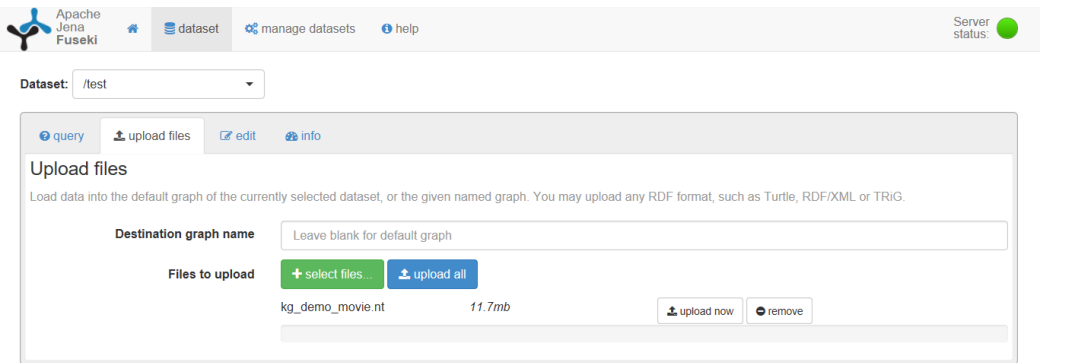 Apache
Jena
Fuseki
dataset
manage datasets
help
Server
status:
Dataset: /test
query
upload files
edit
info
Upload files
Load data into the default graph of the currently selected dataset, or the given named graph. You may upload any RDF format, such as Turtle, RDF/XML or TRiG.
Destination graph name Leave blank for default graph
Files to upload + select files... upload all
kg_demo_movie.nt 11.7mb upload now remove